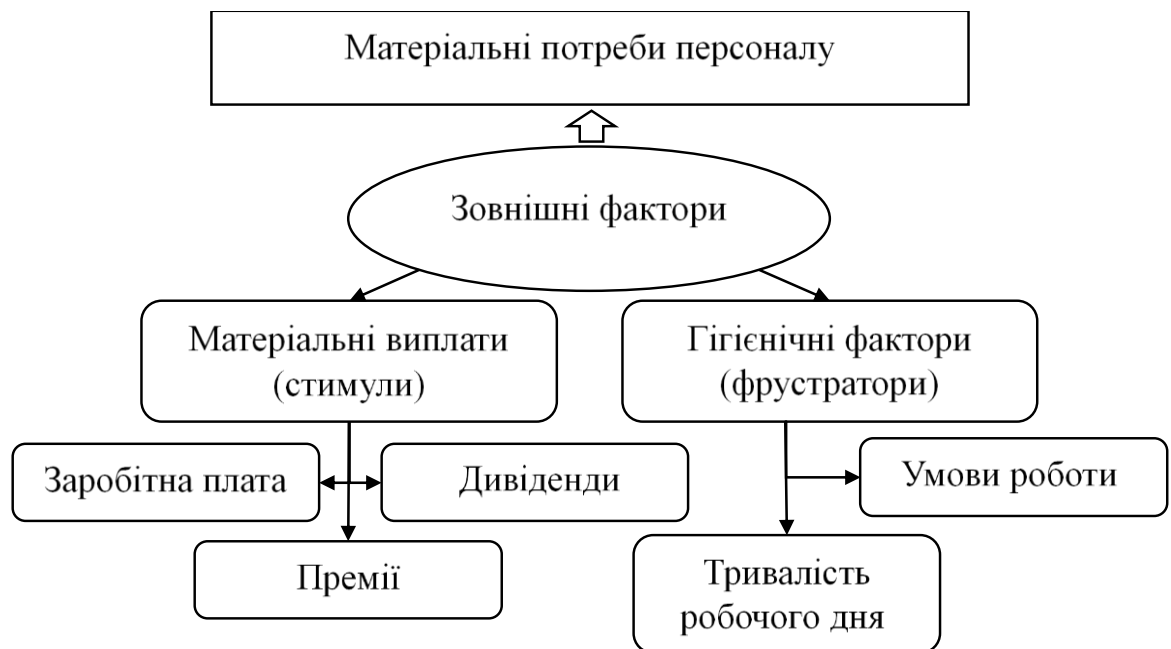 Матеріальні потреби персоналу
Зовнішні фактори
Матеріальні виплати
(стимули)
Гігієнічні фактори
(фрустратори)
Заробітна плата
Дивіденди
Умови роботи
Премії
Тривалість
робочого дня